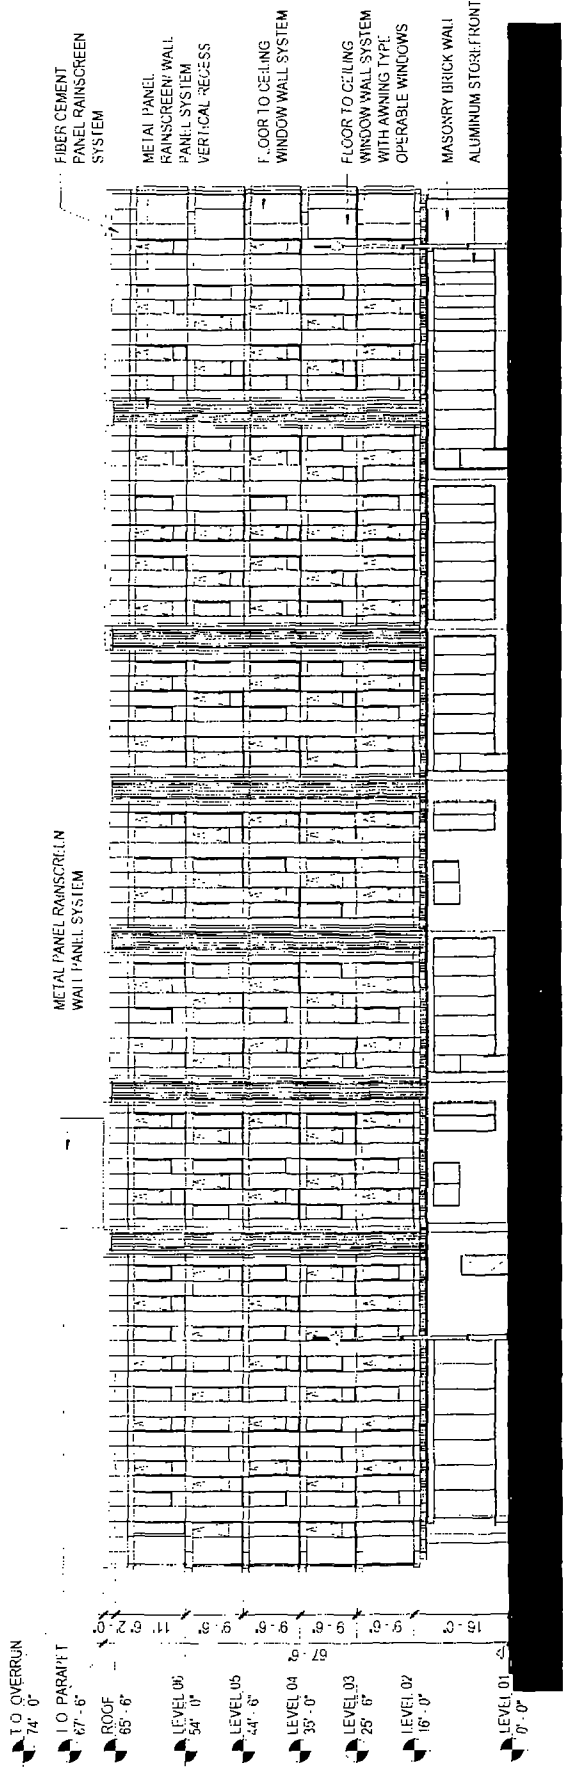 FIBER CEMENT
PANEL RAINSCREEN
SYSTEM
METAL PANEL
RAINSCREEN WALL
PANEL SYSTEM
VERTICAL RECESS
FLOOR TO CEILING
WINDOW WALL SYSTEM
FLOOR TO CEILING
WINDOW WALL SYSTEM
WITH AWNING TYPE
OPERABLE WINDOWS
MASONRY BRICK WALL
ALUMINUM STOREFRONT
METAL PANEL RAINSCREEN
WALL PANEL SYSTEM
T.O OVERRUN
74' 0"
T.O PARAPET
67' - 6"
ROOF
65' - 6"
LEVEL 06
54' 0"
LEVEL 05
44' - 6"
LEVEL 04
35' - 0"
LEVEL 03
25' 6"
LEVEL 02
16' - 0"
LEVEL 01
0' - 0"
11' 6"
9' - 6"
9' - 6"
9' - 6"
9' - 6"
16' - 0"
67' - 6"